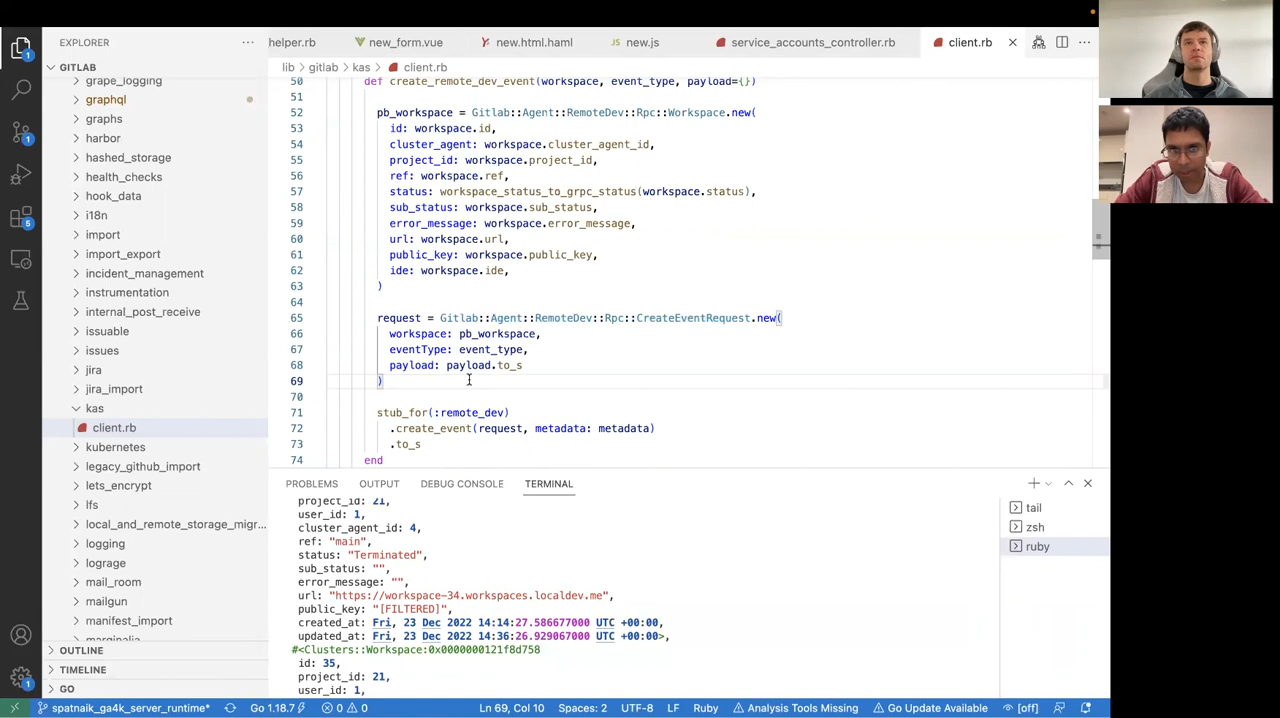 EXPLORER
helper.rb
new_form.vue
new.html.haml
new.js
service_accounts_controller.rb
client.rb
GITLAB
lib > gitlab > kas > client.rb
grape_logging
graphql
graphs
harbor
hashed_storage
health_checks
hook_data
i18n
import
import_export
incident_management
instrumentation
internal_post_receive
issuable
issues
jira
jira_import
kas
client.rb
kubernetes
legacy_github_import
lets_encrypt
lfs
local_and_remote_storage_migr...
logging
lograge
mail_room
mailgun
manifest_import
marginalia
OUTLINE
TIMELINE
GO
50 def create_remote_dev_event(workspace, event_type, payload={})
51
52 pb_workspace = Gitlab::Agent::RemoteDev::Rpc::Workspace.new(
53 id: workspace.id,
54 cluster_agent: workspace.cluster_agent_id,
55 project_id: workspace.project_id,
56 ref: workspace.ref,
57 status: workspace_status_to_grpc_status(workspace.status),
58 sub_status: workspace.sub_status,
59 error_message: workspace.error_message,
60 url: workspace.url,
61 public_key: workspace.public_key,
62 ide: workspace.ide,
63 )
64
65 request = Gitlab::Agent::RemoteDev::Rpc::CreateEventRequest.new(
66 workspace: pb_workspace,
67 eventType: event_type,
68 payload: payload.to_s
69 )
70
71 stub_for(:remote_dev)
72 .create_event(request, metadata: metadata)
73 .to_s
74 end
PROBLEMS OUTPUT DEBUG CONSOLE TERMINAL
project_id: 21,
user_id: 1,
cluster_agent_id: 4,
ref: "main",
status: "Terminated",
sub_status: "",
error_message: "",
url: "https://workspace-34.workspaces.localdev.me",
public_key: "[FILTERED]",
created_at: Fri, 23 Dec 2022 14:14:27.586677000 UTC +00:00,
updated_at: Fri, 23 Dec 2022 14:36:26.929067000 UTC +00:00>,
#<Clusters::Workspace:0x0000000121f8d758
id: 35,
project_id: 21,
user_id: 1,
tail
zsh
ruby
1
5
1
spatnaik_ga4k_server_runtime* Go 1.18.7 0 0 Ln 69, Col 10 Spaces: 2 UTF-8 LF Ruby Analysis Tools Missing Go Update Available [off]